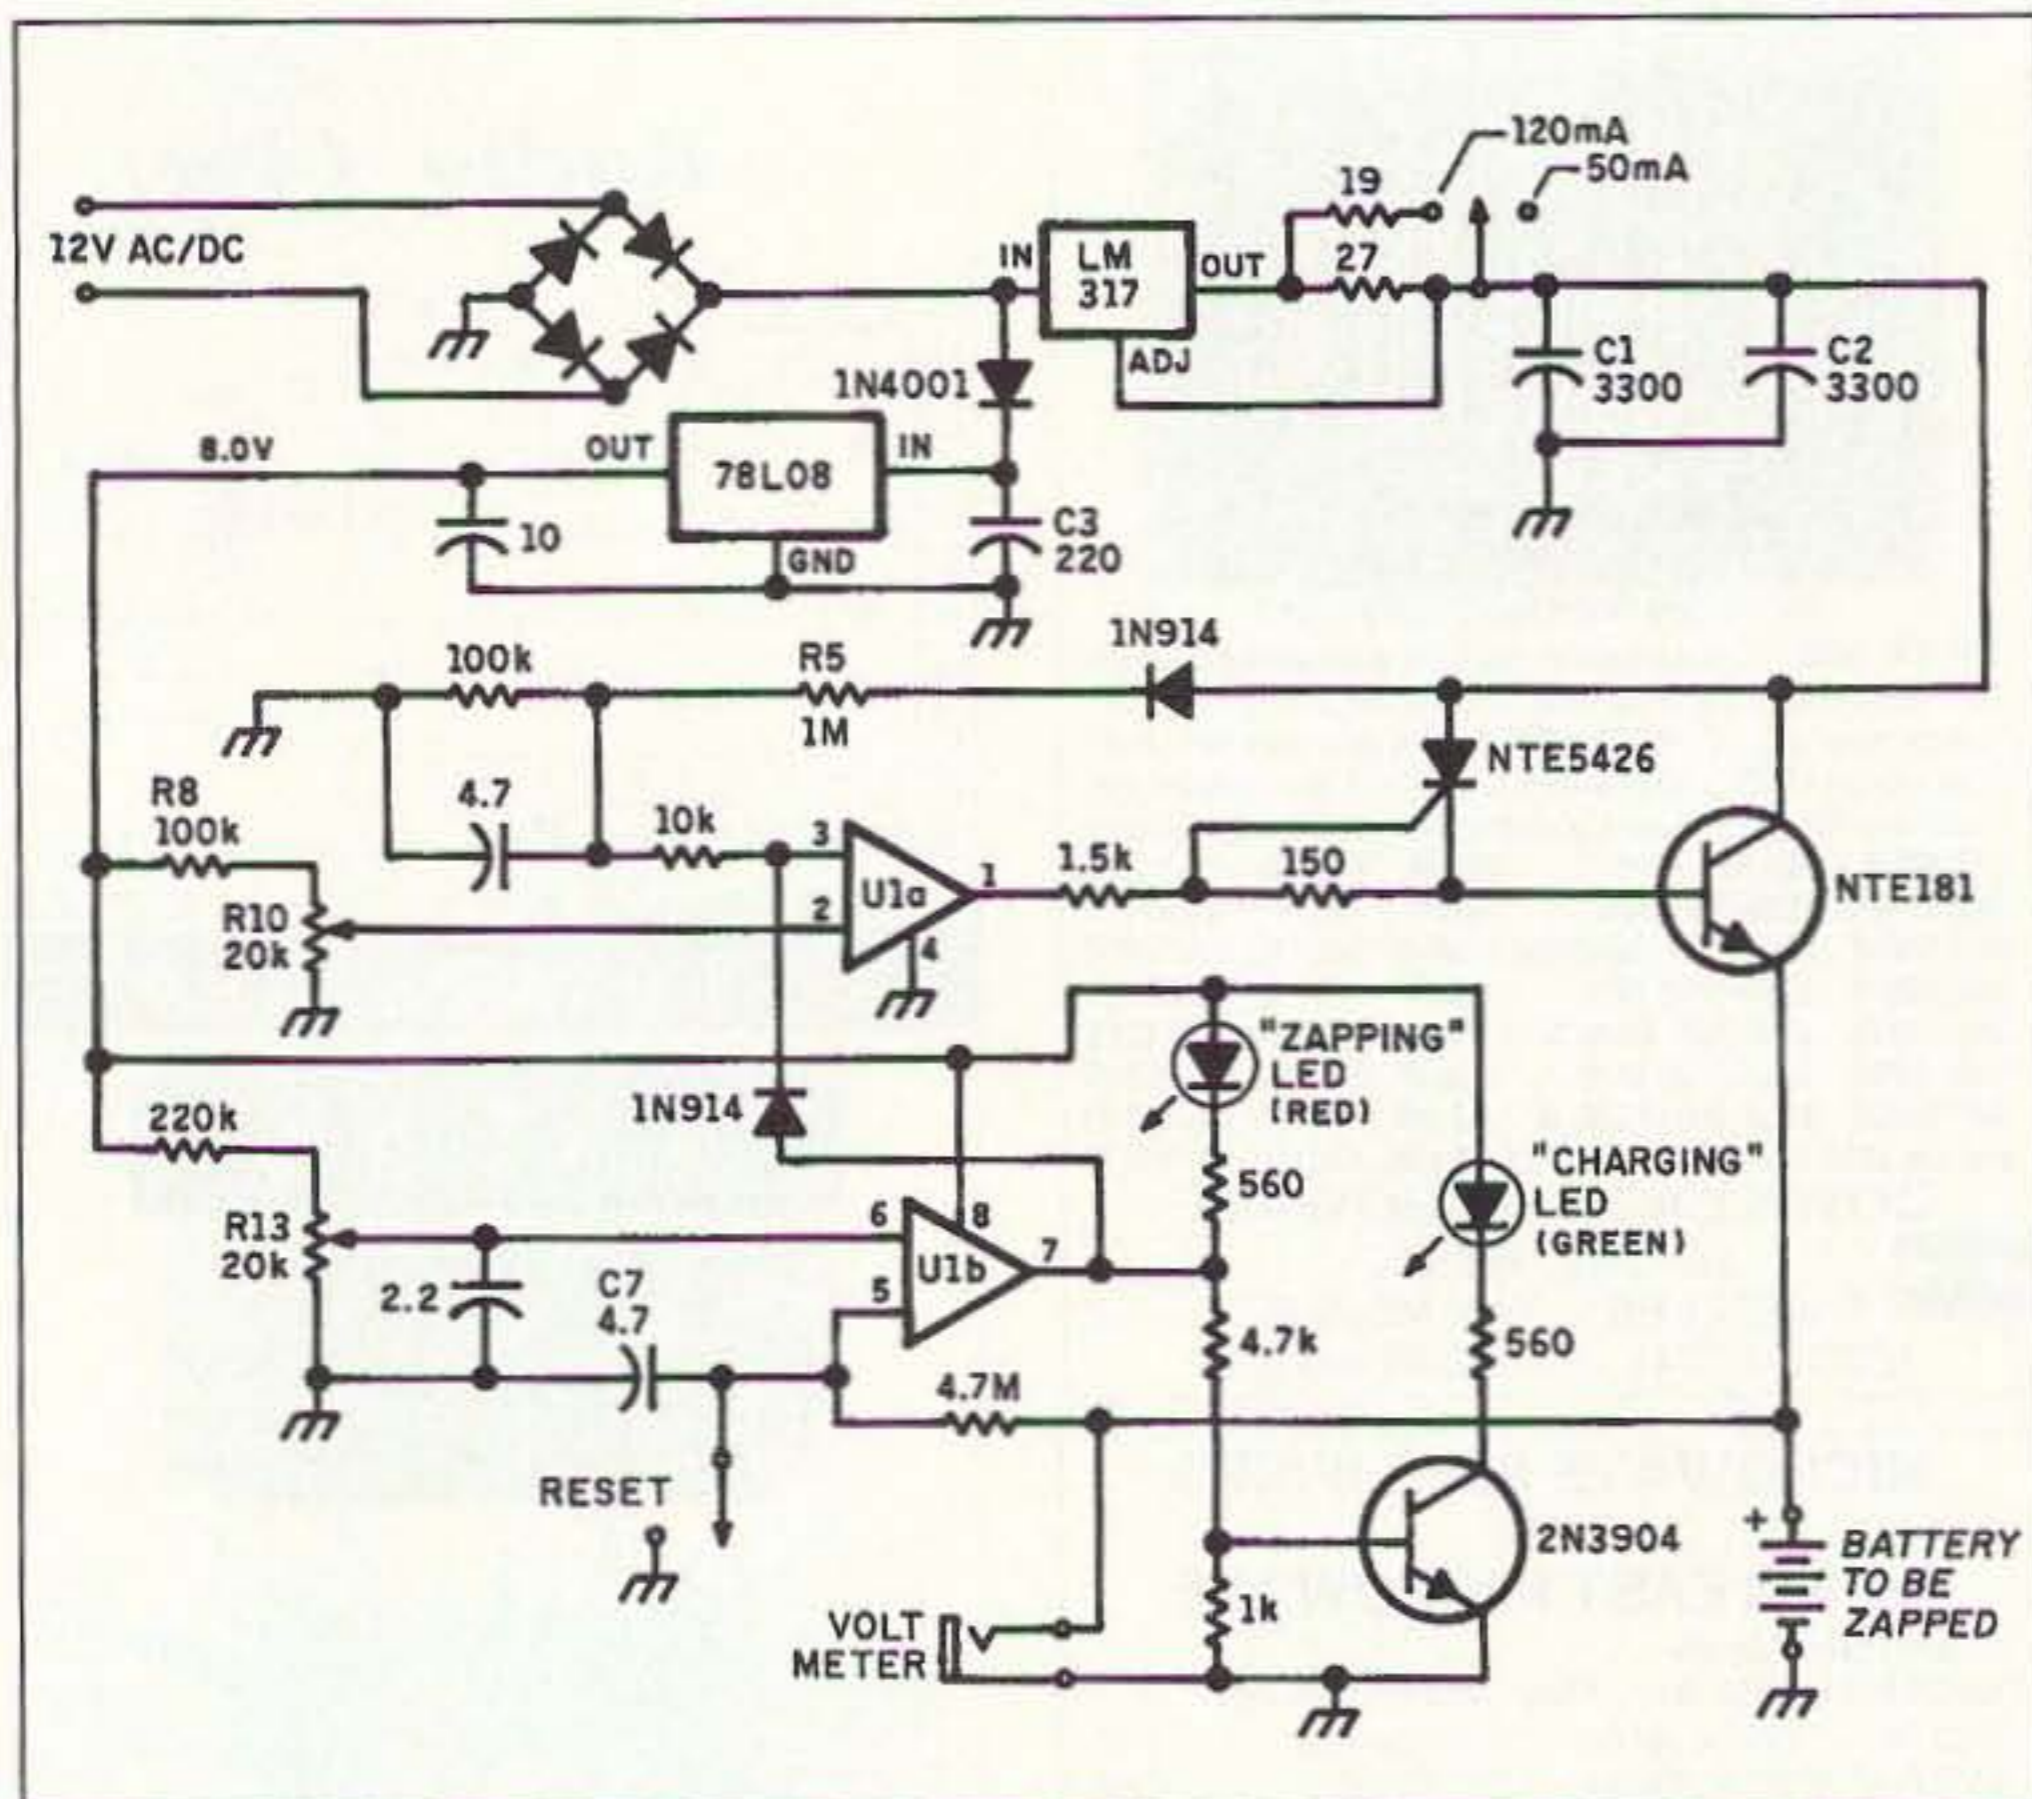 120mA
50mA
19
12V AC/DC
IN
LM
317
OUT
27
ADJ
C1
3300
C2
3300
1N4001
8.0V
OUT
78L08
IN
10
GND
C3
220
1N914
100k
R5
1M
NTE5426
R8
100k
4.7
10k
3
U1a
1
1.5k
150
NTE181
R10
20k
2
4
"ZAPPING"
LED
(RED)
1N914
220k
560
"CHARGING"
LED
(GREEN)
R13
20k
6
8
U1b
7
5
2.2
C7
4.7
4.7k
560
4.7M
RESET
2N3904
+
BATTERY
TO BE
ZAPPED
1k
VOLT
METER